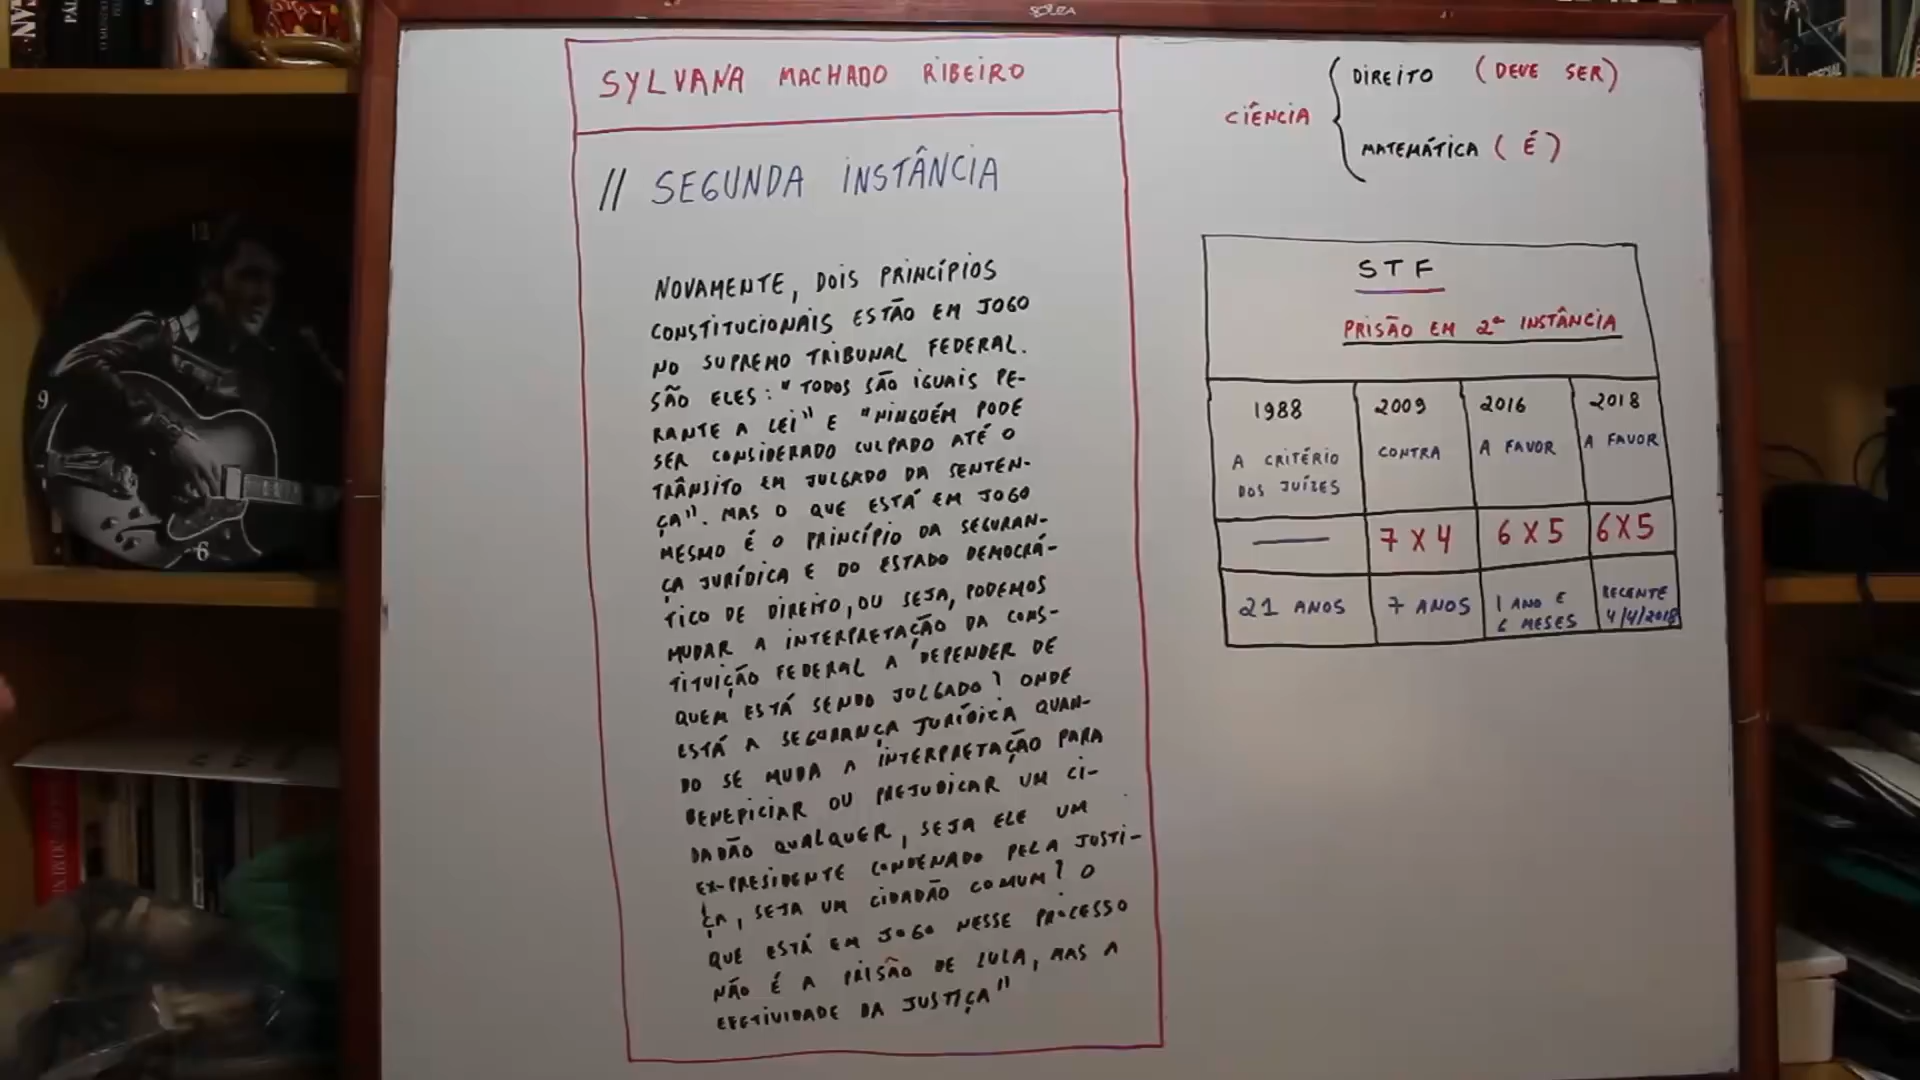 SOUZA
SYLVANA MACHADO RIBEIRO
// SEGUNDA INSTÂNCIA
NOVAMENTE, DOIS PRINCÍPIOS
CONSTITUCIONAIS ESTÃO EM JOGO
NO SUPREMO TRIBUNAL FEDERAL.
SÃO ELES: "TODOS SÃO IGUAIS PE-
RANTE A LEI" E "NINGUÉM PODE
SER CONSIDERADO CULPADO ATÉ O
TRÂNSITO EM JULGADO DA SENTEN-
ÇA". MAS O QUE ESTÁ EM JOGO
MESMO É O PRINCÍPIO DA SEGURAN-
ÇA JURÍDICA E DO ESTADO DEMOCRÁ-
TICO DE DIREITO, OU SEJA, PODEMOS
MUDAR A INTERPRETAÇÃO DA CONS-
TITUIÇÃO FEDERAL A DEPENDER DE
QUEM ESTÁ SENDO JULGADO? ONDE
ESTÁ A SEGURANÇA JURÍDICA QUAN-
DO SE MUDA A INTERPRETAÇÃO PARA
BENEFICIAR OU PREJUDICAR UM CI-
DADÃO QUALQUER, SEJA ELE UM
EX-PRESIDENTE CONDENADO PELA JUSTI-
ÇA, SEJA UM CIDADÃO COMUM? O
QUE ESTÁ EM JOGO NESSE PROCESSO
NÃO É A PRISÃO DE LULA, MAS A
EFETIVIDADE DA JUSTIÇA"
CIÊNCIA
DIREITO (DEVE SER)
MATEMÁTICA (É)
STF
PRISÃO EM 2ª INSTÂNCIA
1988 2009 2016 2018
A CRITÉRIO DOS JUÍZES CONTRA A FAVOR A FAVOR
7 X 4 6 X 5 6 X 5
21 ANOS 7 ANOS 1 ANO E 6 MESES RECENTE 4/4/2018
9
6